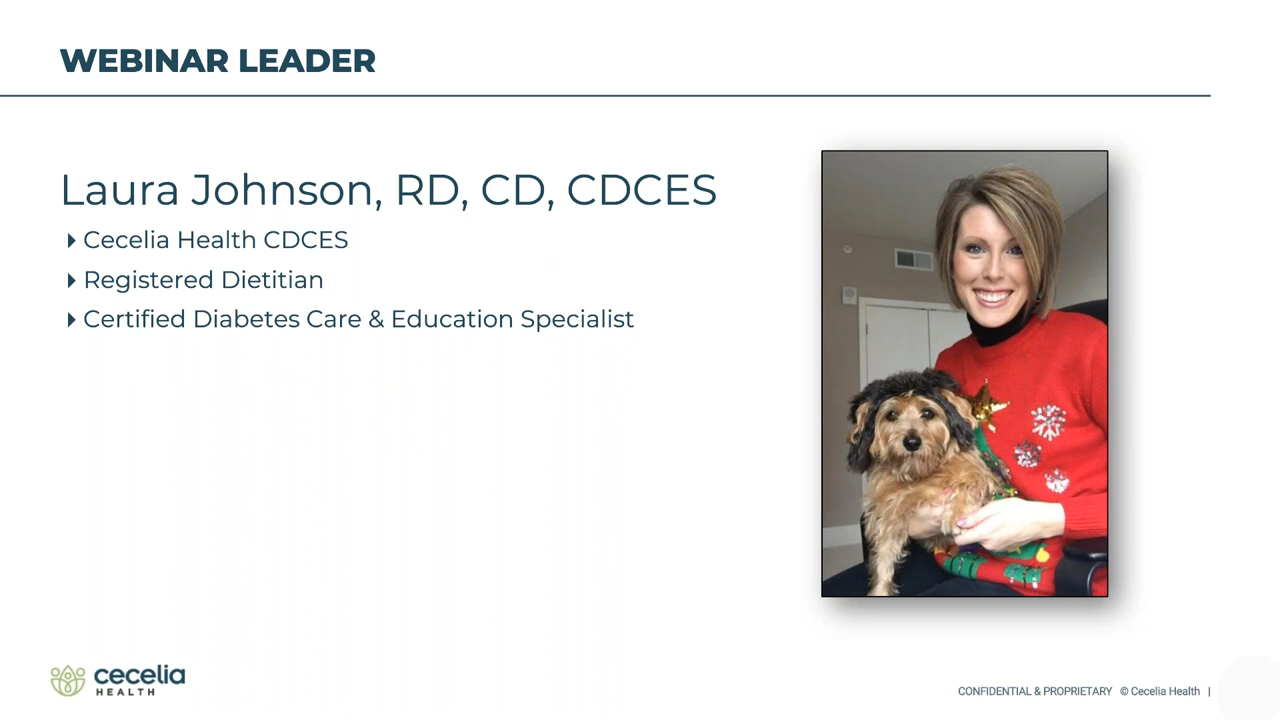 WEBINAR LEADER
Laura Johnson, RD, CD, CDCES
Cecelia Health CDCES
Registered Dietitian
Certified Diabetes Care & Education Specialist
cecelia
HEALTH
CONFIDENTIAL & PROPRIETARY © Cecelia Health |